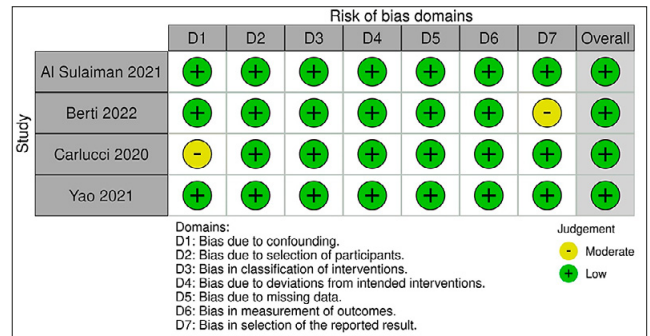 Risk of bias domains
D1 D2 D3 D4 D5 D6 D7 Overall
Study
Al Sulaiman 2021 + + + + + + + +
Berti 2022 + + + + + + - +
Carlucci 2020 - + + + + + + +
Yao 2021 + + + + + + + +
Domains:
D1: Bias due to confounding.
D2: Bias due to selection of participants.
D3: Bias in classification of interventions.
D4: Bias due to deviations from intended interventions.
D5: Bias due to missing data.
D6: Bias in measurement of outcomes.
D7: Bias in selection of the reported result.
Judgement
- Moderate
+ Low